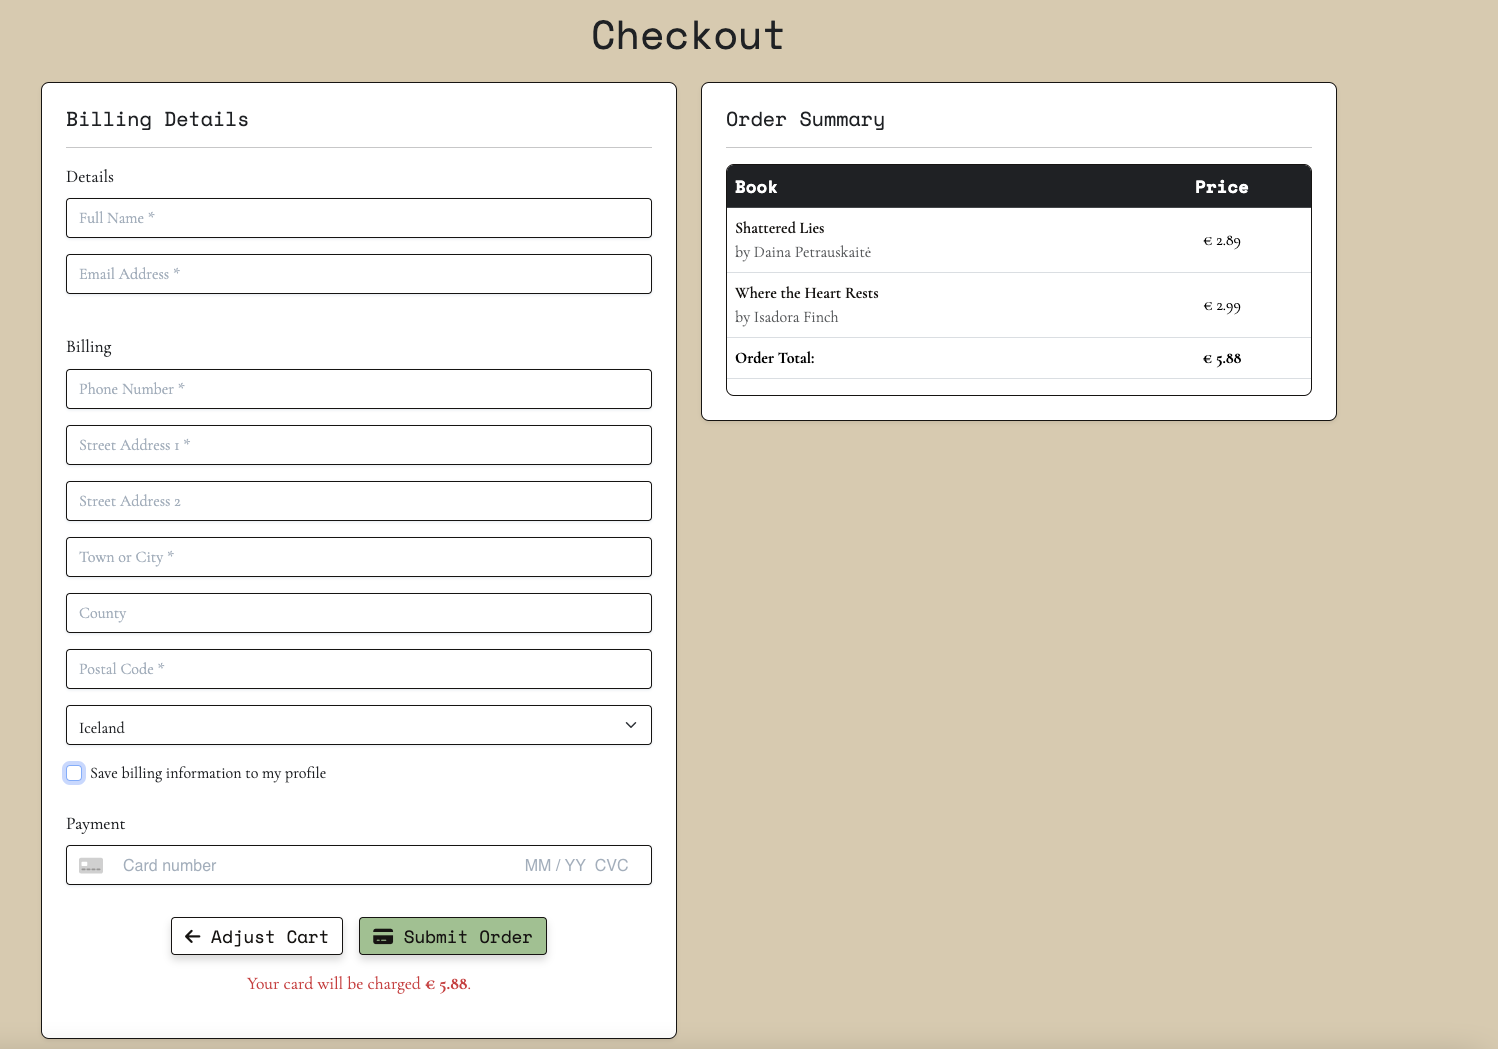 Checkout
Billing Details
Details
Full Name *
Email Address *
Billing
Phone Number *
Street Address 1 *
Street Address 2
Town or City *
County
Postal Code *
Iceland
Save billing information to my profile
Payment
Card number MM / YY CVC
Adjust Cart Submit Order
Your card will be charged € 5.88.
Order Summary
Book Price
Shattered Lies
by Daina Petrauskaitė
€ 2.89
Where the Heart Rests
by Isadora Finch
€ 2.99
Order Total: € 5.88